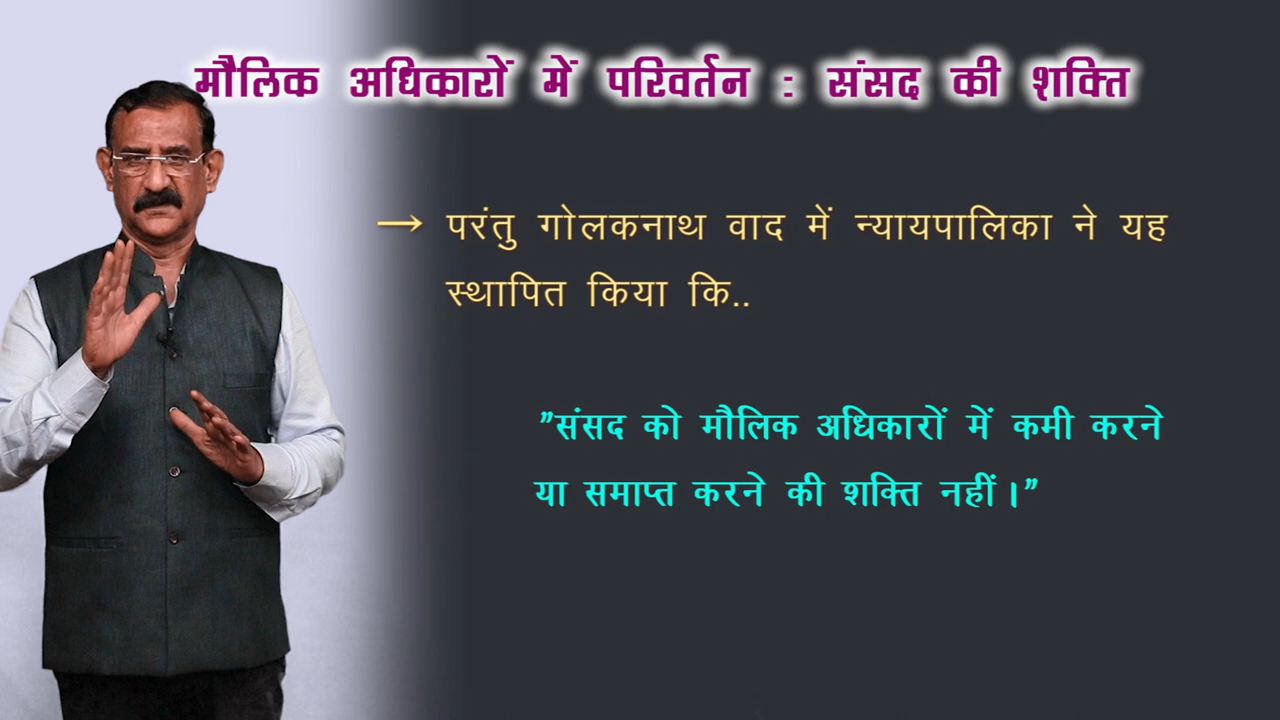 मौलिक अधिकारों में परिवर्तन : संसद की शक्ति
→ परंतु गोलकनाथ वाद में न्यायपालिका ने यह
स्थापित किया कि..
"संसद को मौलिक अधिकारों में कमी करने
या समाप्त करने की शक्ति नहीं।"